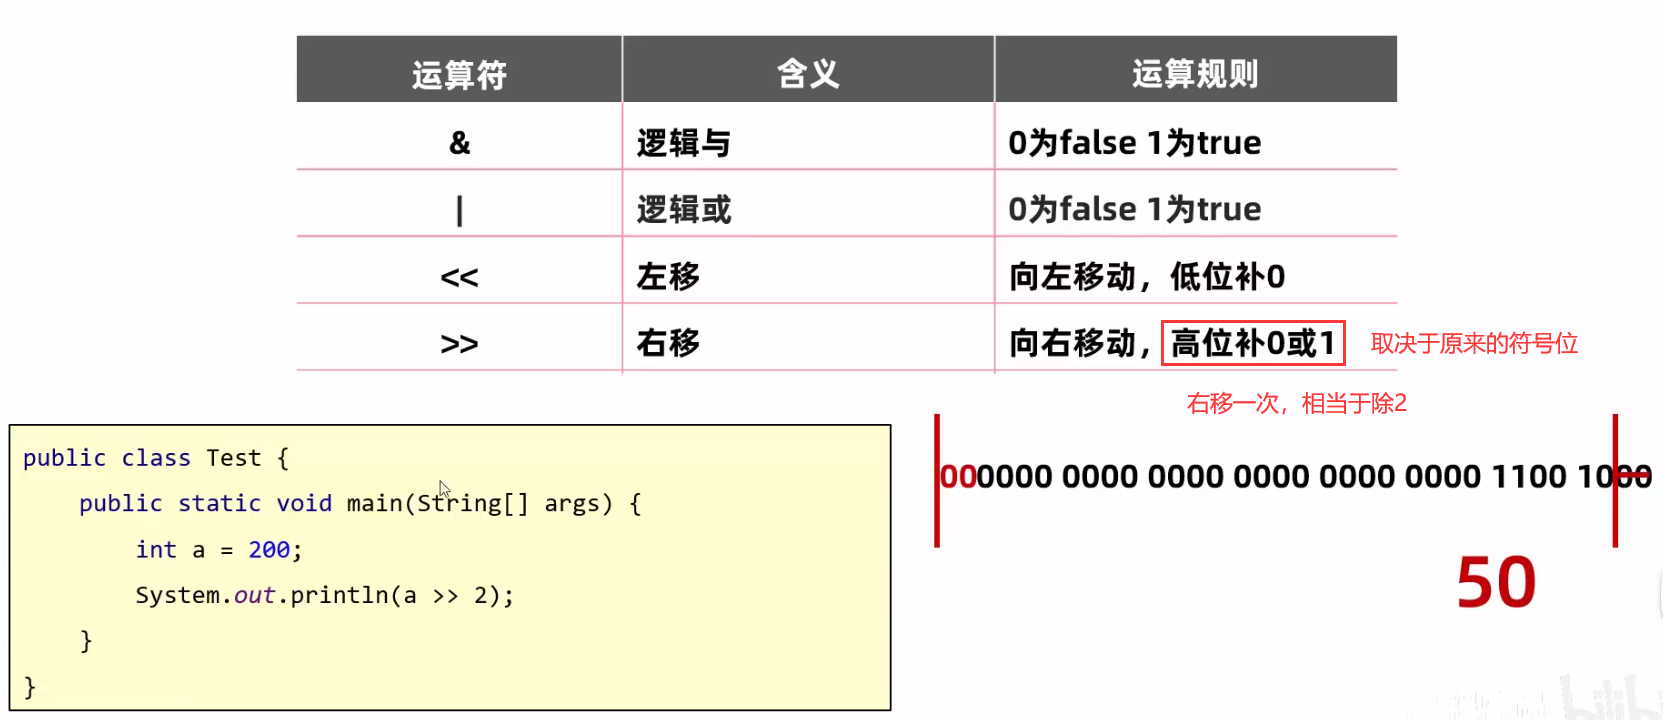 运算符 含义 运算规则
& 逻辑与 0为false 1为true
| 逻辑或 0为false 1为true
<< 左移 向左移动，低位补0
>> 右移 向右移动，高位补0或1 取决于原来的符号位
右移一次，相当于除2
public class Test {
public static void main(String[] args) {
int a = 200;
System.out.println(a >> 2);
}
}
000000 0000 0000 0000 0000 0000 1100 1000
50
bilibili